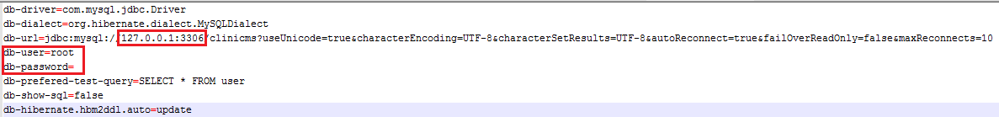 db-driver=com.mysql.jdbc.Driver
db-dialect=org.hibernate.dialect.MySQLDialect
db-url=jdbc:mysql://127.0.0.1:3306/clinicms?useUnicode=true&characterEncoding=UTF-8&characterSetResults=UTF-8&autoReconnect=true&failOverReadOnly=false&maxReconnects=10
db-user=root
db-password=
db-prefered-test-query=SELECT * FROM user
db-show-sql=false
db-hibernate.hbm2ddl.auto=update